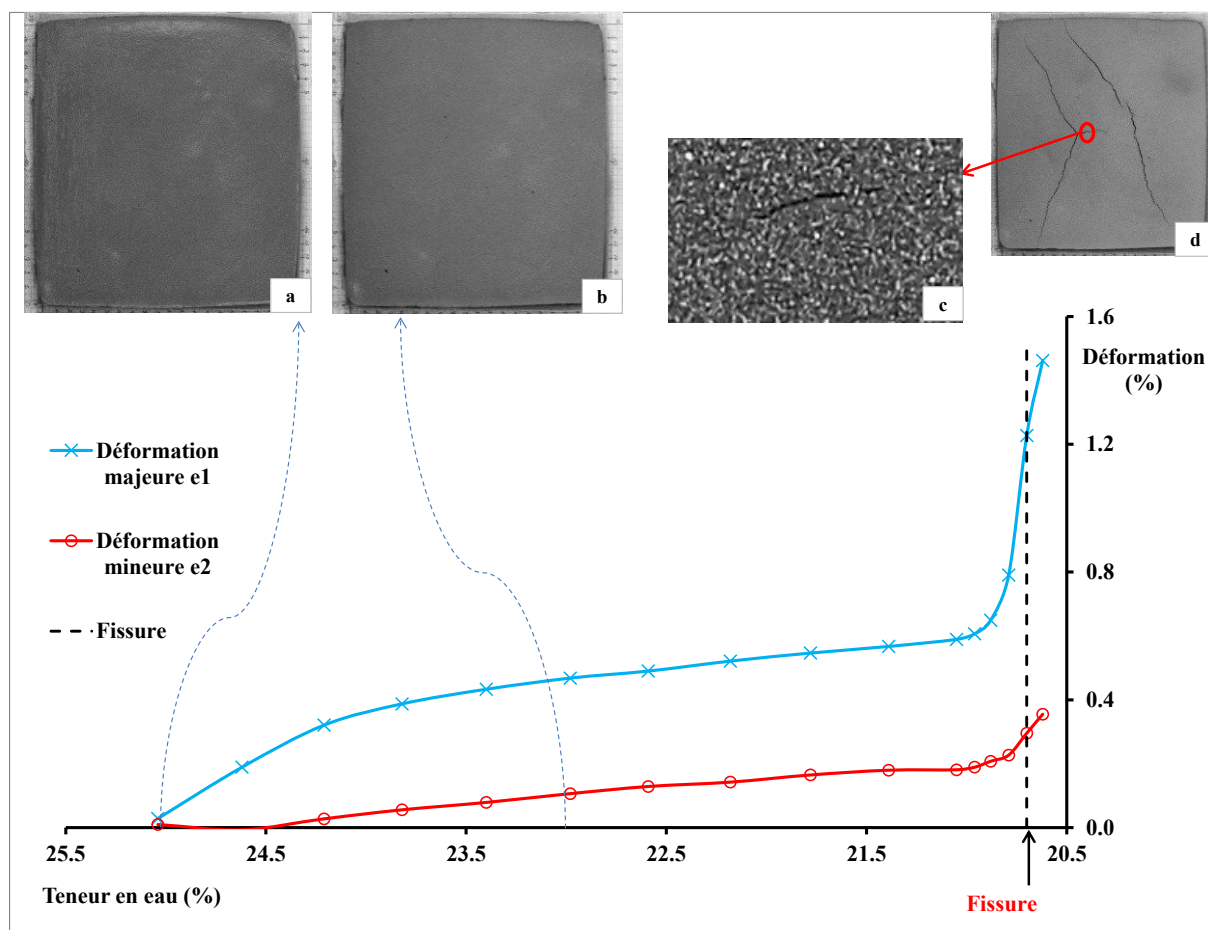 a
b
c
d
Déformation
majeure e1
Déformation
mineure e2
Fissure
1.6
Déformation
(%)
1.2
0.8
0.4
0.0
25.5
24.5
23.5
22.5
21.5
20.5
Teneur en eau (%)
Fissure